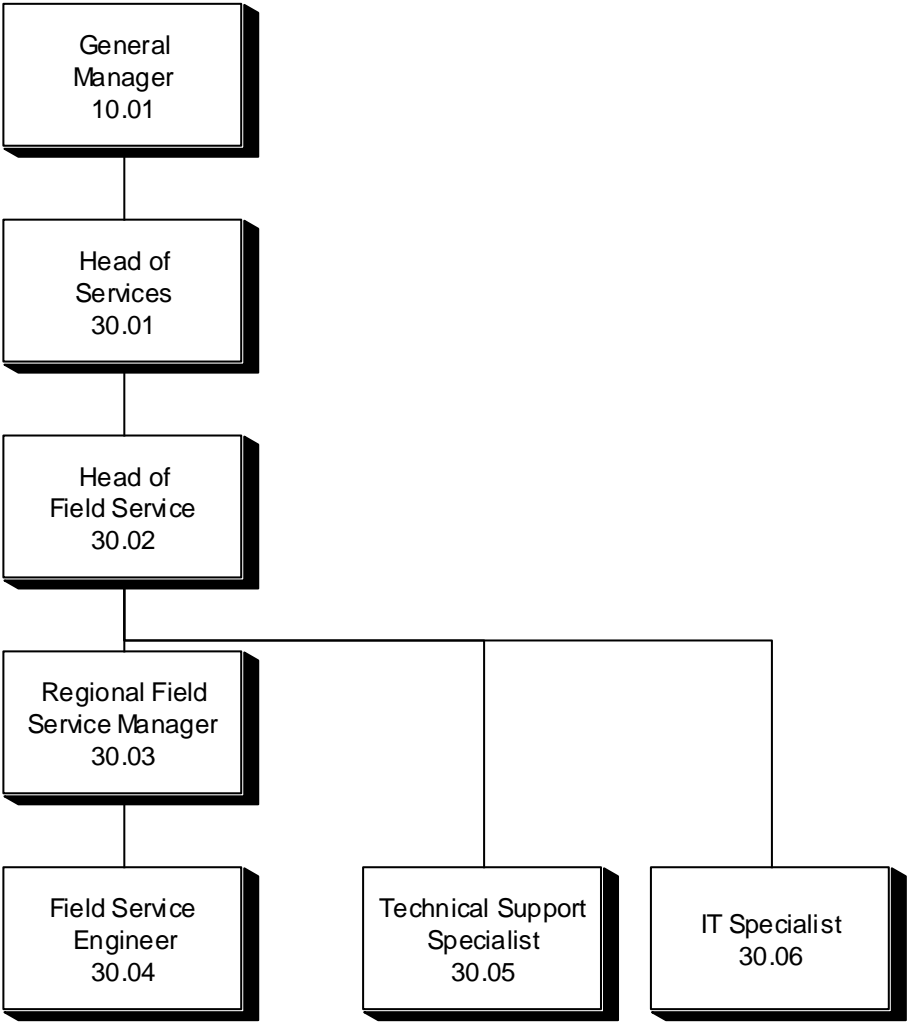 General
Manager
10.01
Head of
Services
30.01
Head of
Field Service
30.02
Regional Field
Service Manager
30.03
Field Service
Engineer
30.04
Technical Support
Specialist
30.05
IT Specialist
30.06